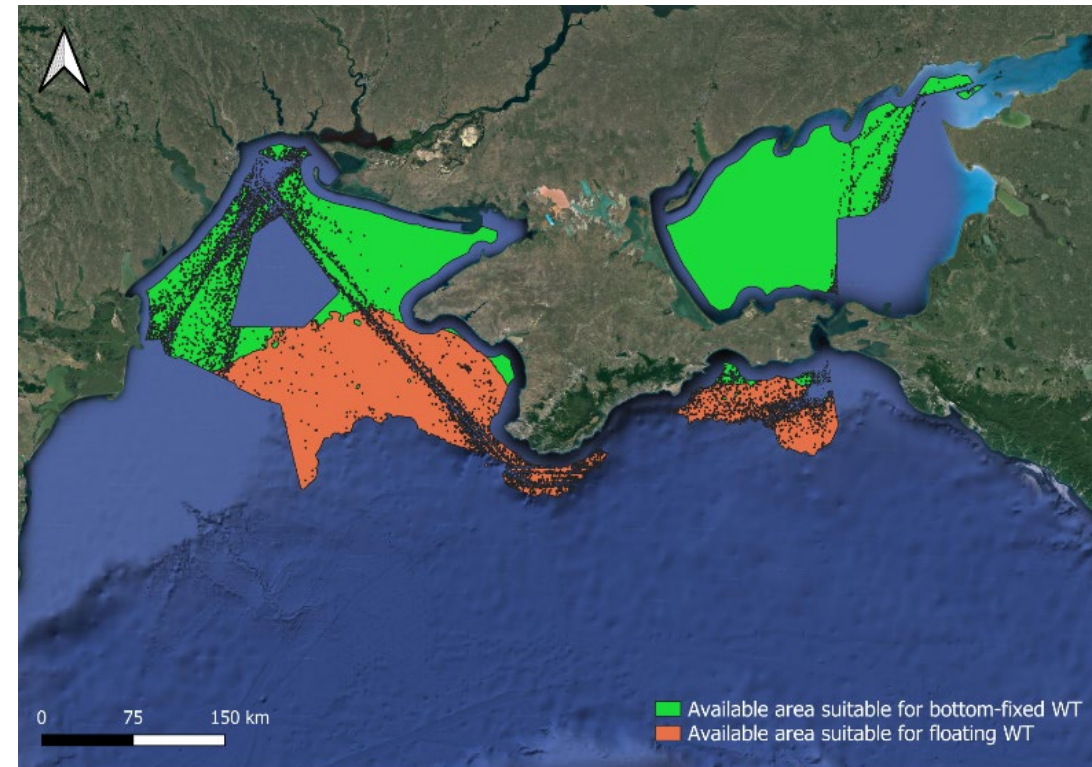 0 75 150 km
Available area suitable for bottom-fixed WT
Available area suitable for floating WT